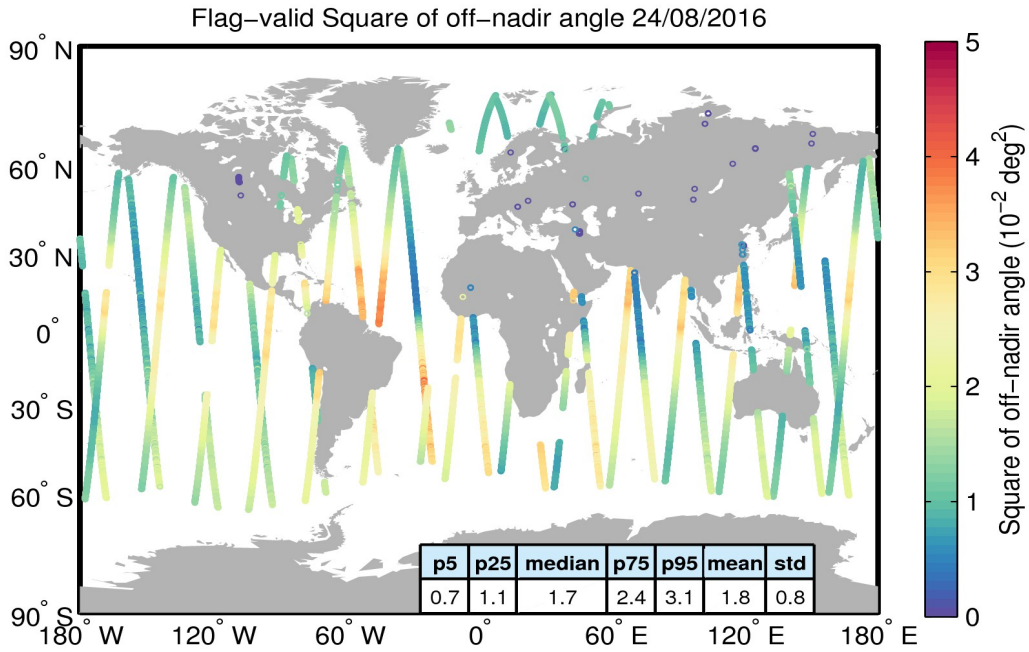 Flag−valid Square of off−nadir angle 24/08/2016
90° N
60° N
30° N
0°
30° S
60° S
90° S
180° W
120° W
60° W
0°
60° E
120° E
180° E
p5 p25 median p75 p95 mean std
0.7 1.1 1.7 2.4 3.1 1.8 0.8
5
4
3
2
1
0
Square of off−nadir angle (10⁻² deg²)